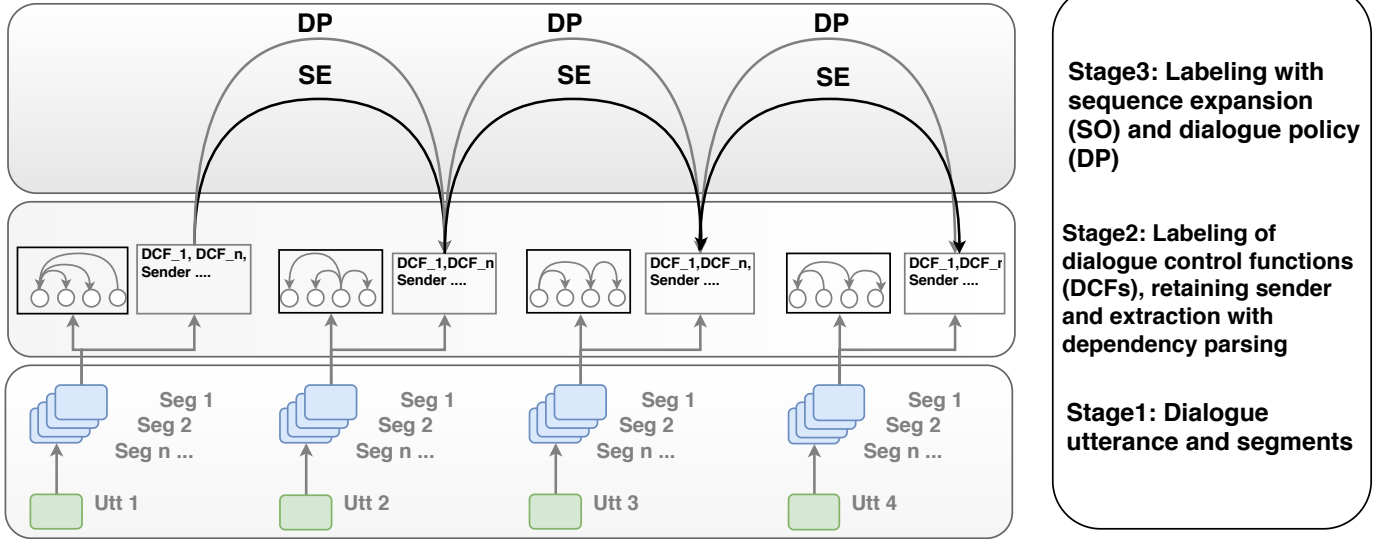 DP DP DP
SE SE SE
DCF_1, DCF_n,
Sender ....
DCF_1,DCF_n
Sender ....
DCF_1,DCF_n,
Sender ....
DCF_1,DCF_r
Sender ....
Seg 1
Seg 2
Seg n ...
Utt 1
Seg 1
Seg 2
Seg n ...
Utt 2
Seg 1
Seg 2
Seg n ...
Utt 3
Seg 1
Seg 2
Seg n ...
Utt 4
Stage3: Labeling with
sequence expansion
(SO) and dialogue policy
(DP)
Stage2: Labeling of
dialogue control functions
(DCFs), retaining sender
and extraction with
dependency parsing
Stage1: Dialogue
utterance and segments